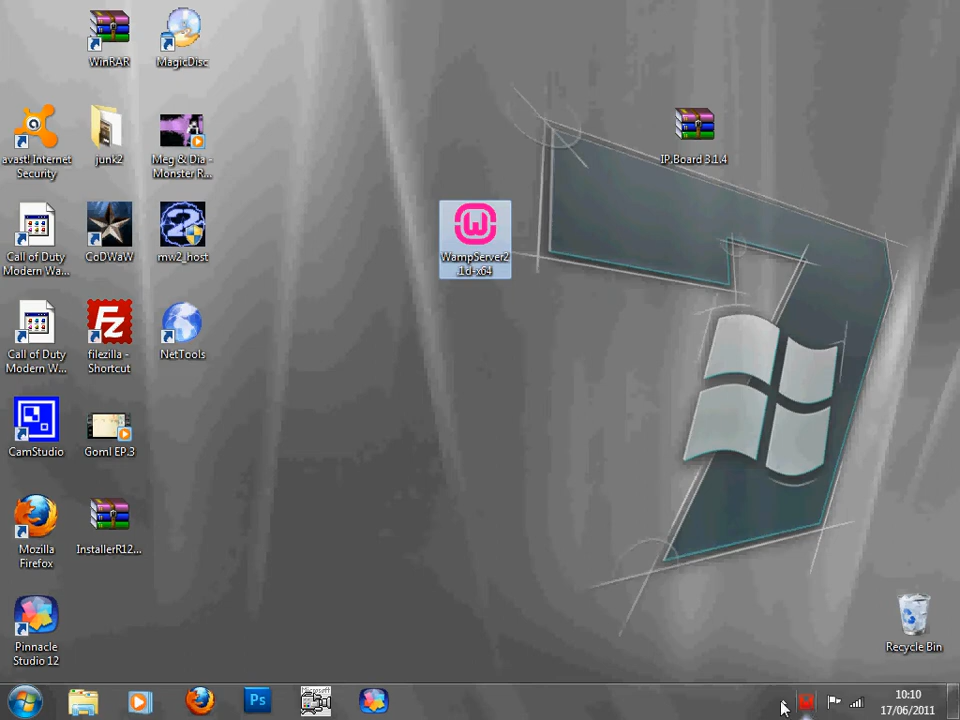 WinRAR
MagicDisc
avast! Internet
Security
junk2
Meg & Dia -
Monster R...
IP.Board 3.1.4
Call of Duty
Modern Wa...
CoDWaW
mw2_host
WampServer2
.1d-x64
Call of Duty
Modern W...
filezilla -
Shortcut
NetTools
CamStudio
Goml EP.3
Mozilla
Firefox
InstallerR12...
Pinnacle
Studio 12
Recycle Bin
Ps
Microsoft
10:10
17/06/2011